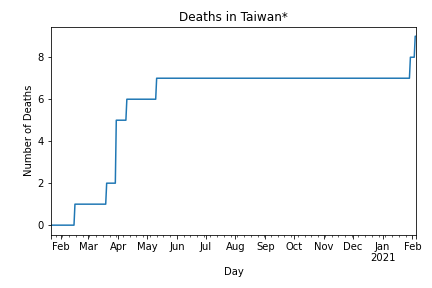 Deaths in Taiwan*
Number of Deaths
8
6
4
2
0
Feb Mar Apr May Jun Jul Aug Sep Oct Nov Dec Jan Feb
2021
Day